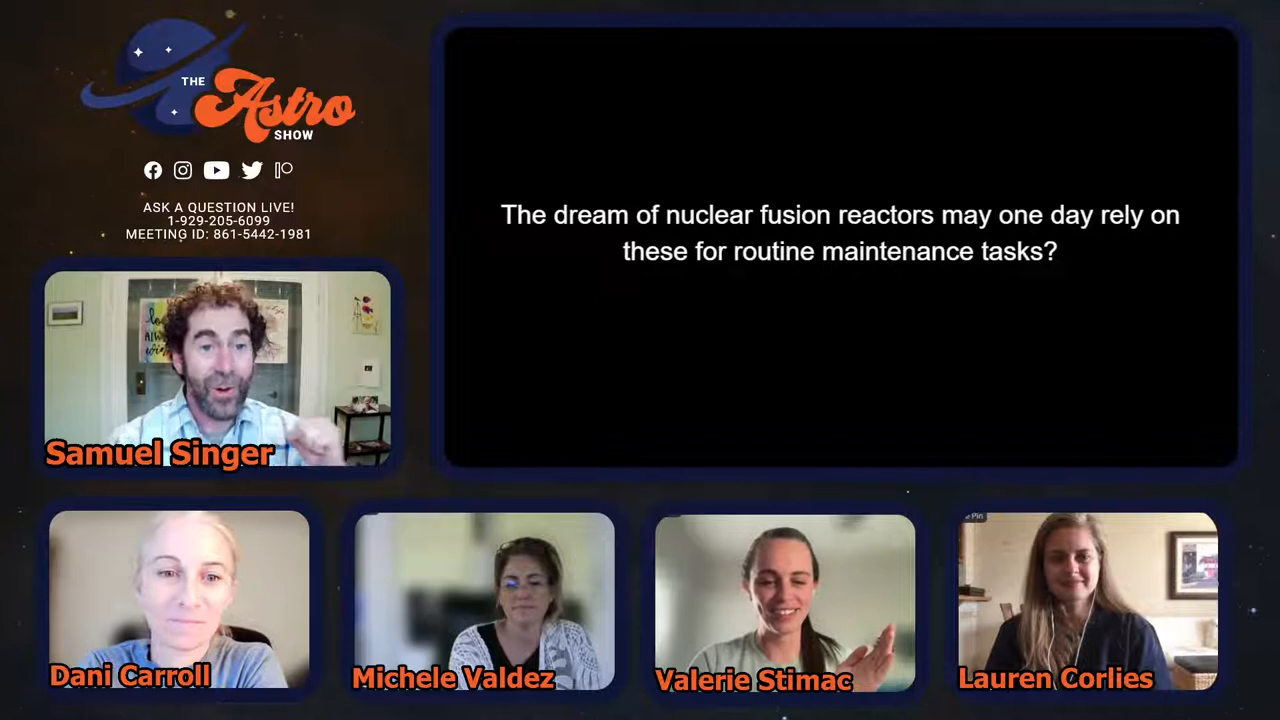 THE
Astro
SHOW
ASK A QUESTION LIVE!
1-929-205-6099
MEETING ID: 861-5442-1981
The dream of nuclear fusion reactors may one day rely on
these for routine maintenance tasks?
Samuel Singer
Pin
Dani Carroll
Michele Valdez
Valerie Stimac
Lauren Corlies